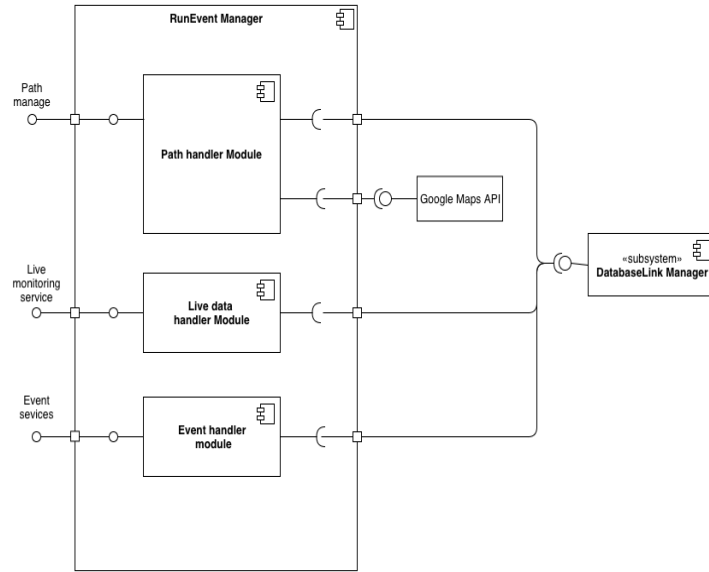 RunEvent Manager
Path
manage
Path handler Module
Google Maps API
«subsystem»
DatabaseLink Manager
Live
monitoring
service
Live data
handler Module
Event
sevices
Event handler
module